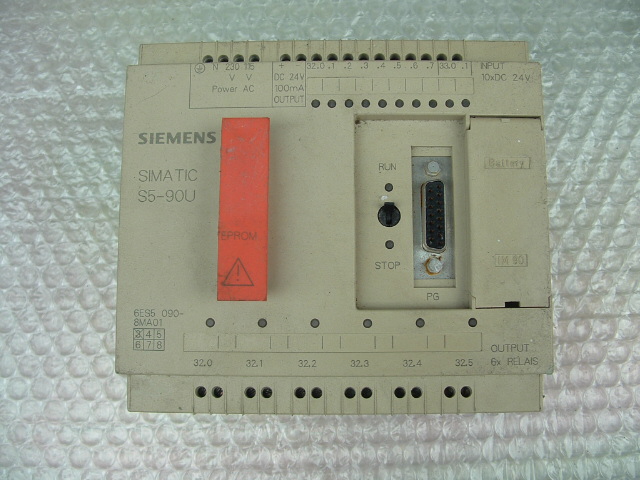 N 230 115
V V
Power AC
+
DC 24V
100mA
OUTPUT
32.0 .1 .2 .3 .4 .5 .6 .7 33.0 .1
INPUT
10xDC 24V
SIEMENS
SIMATIC
S5-90U
EPROM
RUN
STOP
PG
Battery
IM 90
6ES5 090-
8MA01
3 4 5
6 7 8
32.0 32.1 32.2 32.3 32.4 32.5
OUTPUT
6x RELAIS